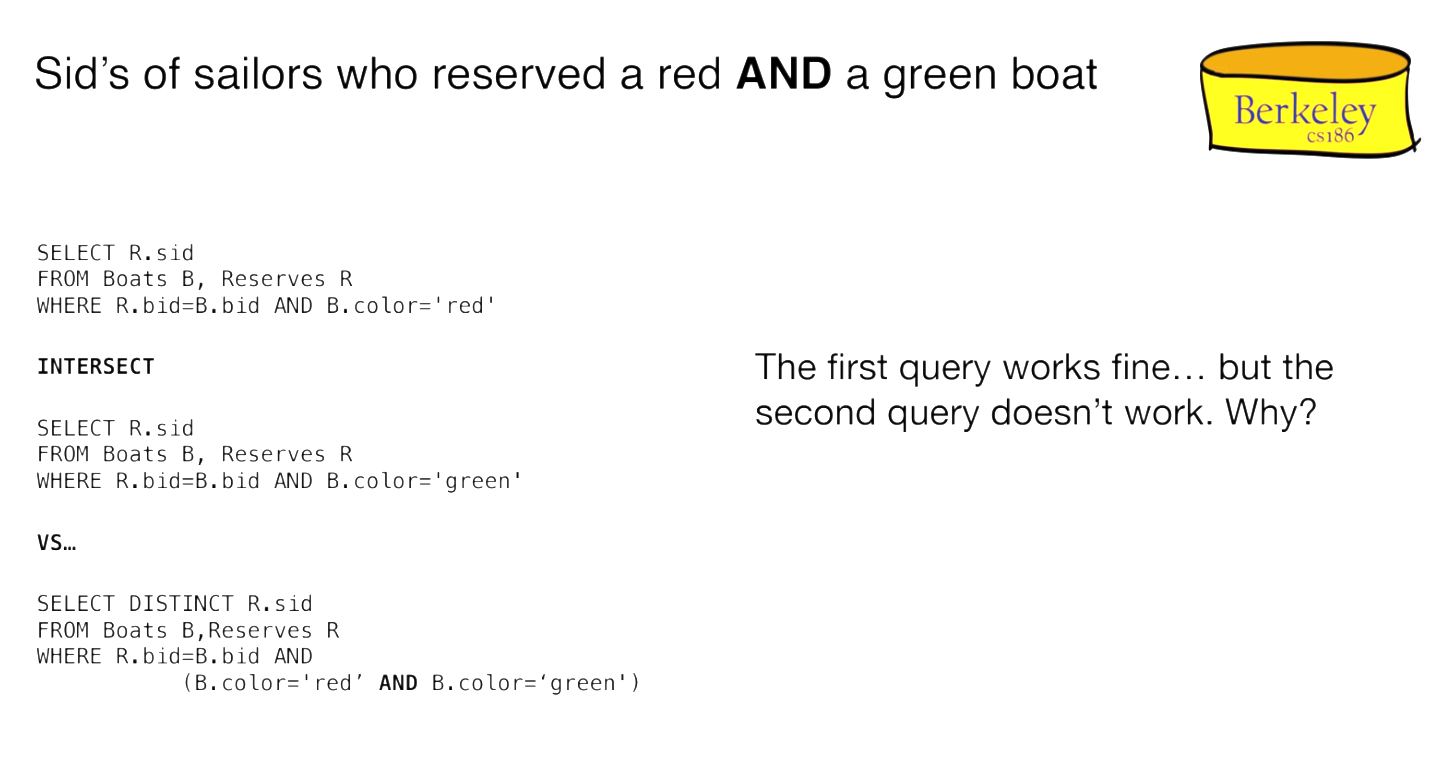 Sid’s of sailors who reserved a red AND a green boat
Berkeley
cs186
SELECT R.sid
FROM Boats B, Reserves R
WHERE R.bid=B.bid AND B.color='red'
INTERSECT
SELECT R.sid
FROM Boats B, Reserves R
WHERE R.bid=B.bid AND B.color='green'
VS…
SELECT DISTINCT R.sid
FROM Boats B,Reserves R
WHERE R.bid=B.bid AND
(B.color='red’ AND B.color=‘green')
The first query works fine… but the
second query doesn’t work. Why?